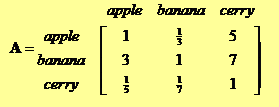 apple banana cerry
A = apple 1 1/3 5
banana 3 1 7
cerry 1/5 1/7 1